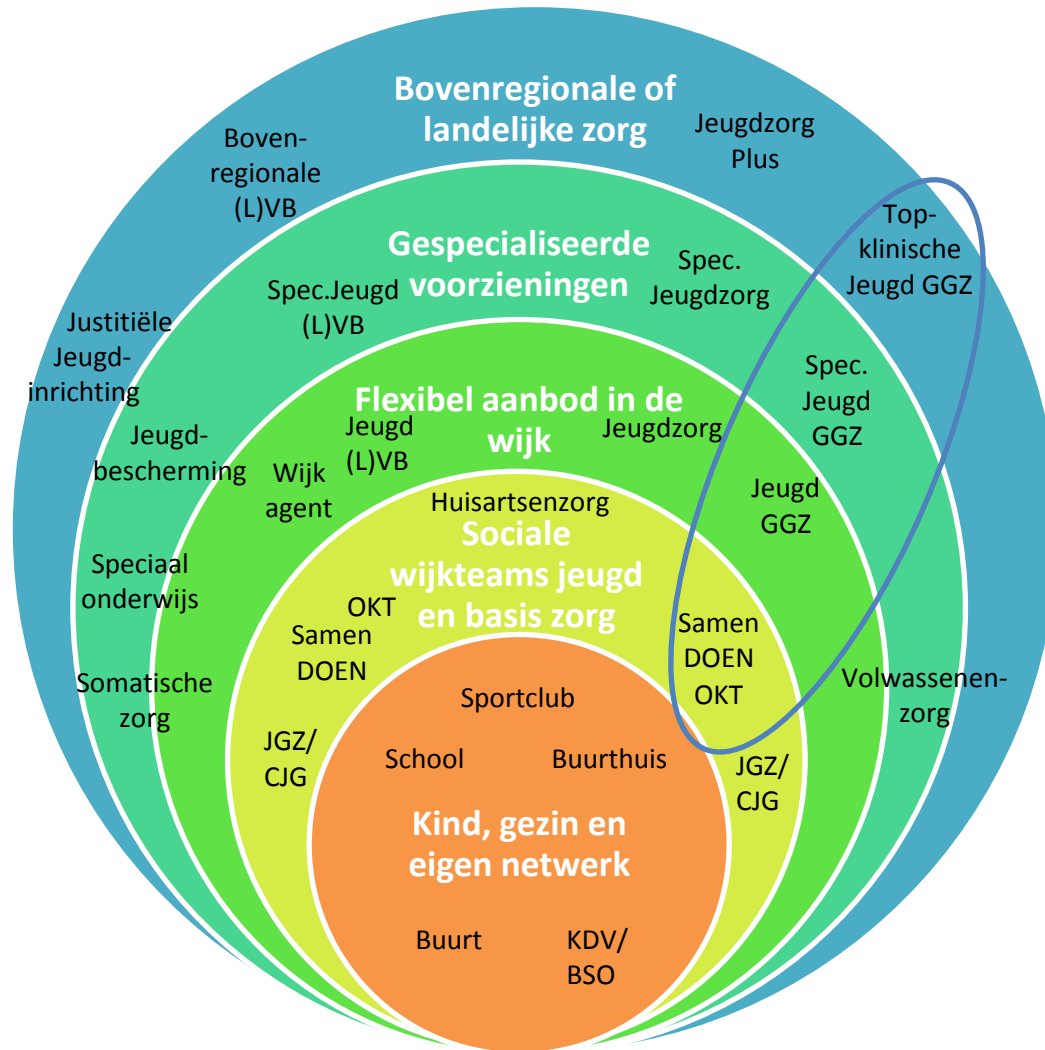 Bovenregionale of
landelijke zorg
Jeugdzorg
Plus
Boven-
regionale
(L)VB
Top-
klinische
Jeugd GGZ
Gespecialiseerde
voorzieningen
Spec.
Jeugdzorg
Spec.Jeugd
(L)VB
Justitiële
Jeugd-
inrichting
Spec.
Jeugd
GGZ
Flexibel aanbod in de
wijk
Jeugd
(L)VB
Jeugdzorg
Jeugd-
bescherming
Wijk
agent
Jeugd
GGZ
Huisartsenzorg
Sociale
wijkteams jeugd
en basis zorg
Speciaal
onderwijs
OKT
Samen
DOEN
Samen
DOEN
OKT
Somatische
zorg
Volwassenen-
zorg
Sportclub
JGZ/
CJG
School
Buurthuis
JGZ/
CJG
Kind, gezin en
eigen netwerk
Buurt
KDV/
BSO